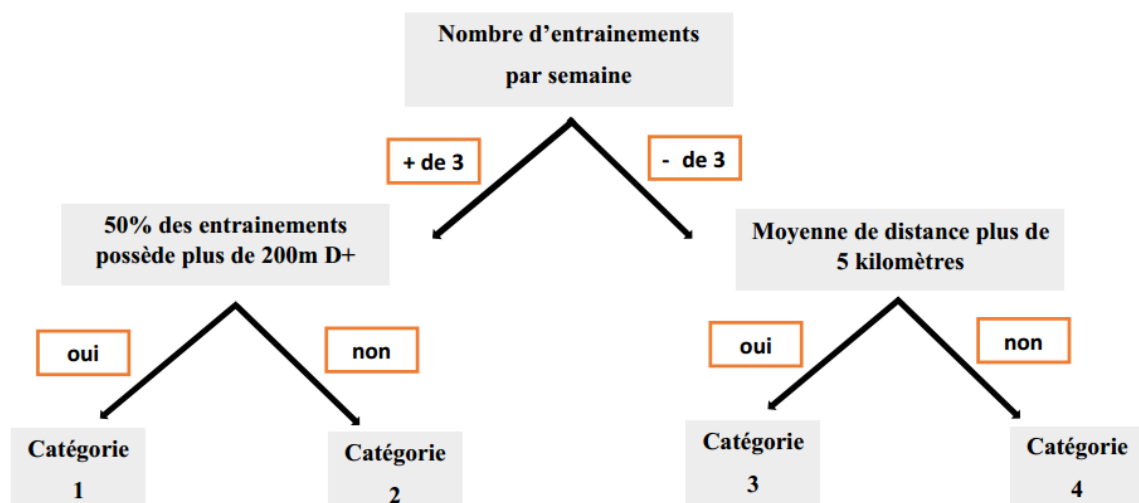 Nombre d'entrainements
par semaine
+ de 3
- de 3
50% des entrainements
possède plus de 200m D+
Moyenne de distance plus de
5 kilomètres
oui
non
oui
non
Catégorie
1
Catégorie
2
Catégorie
3
Catégorie
4